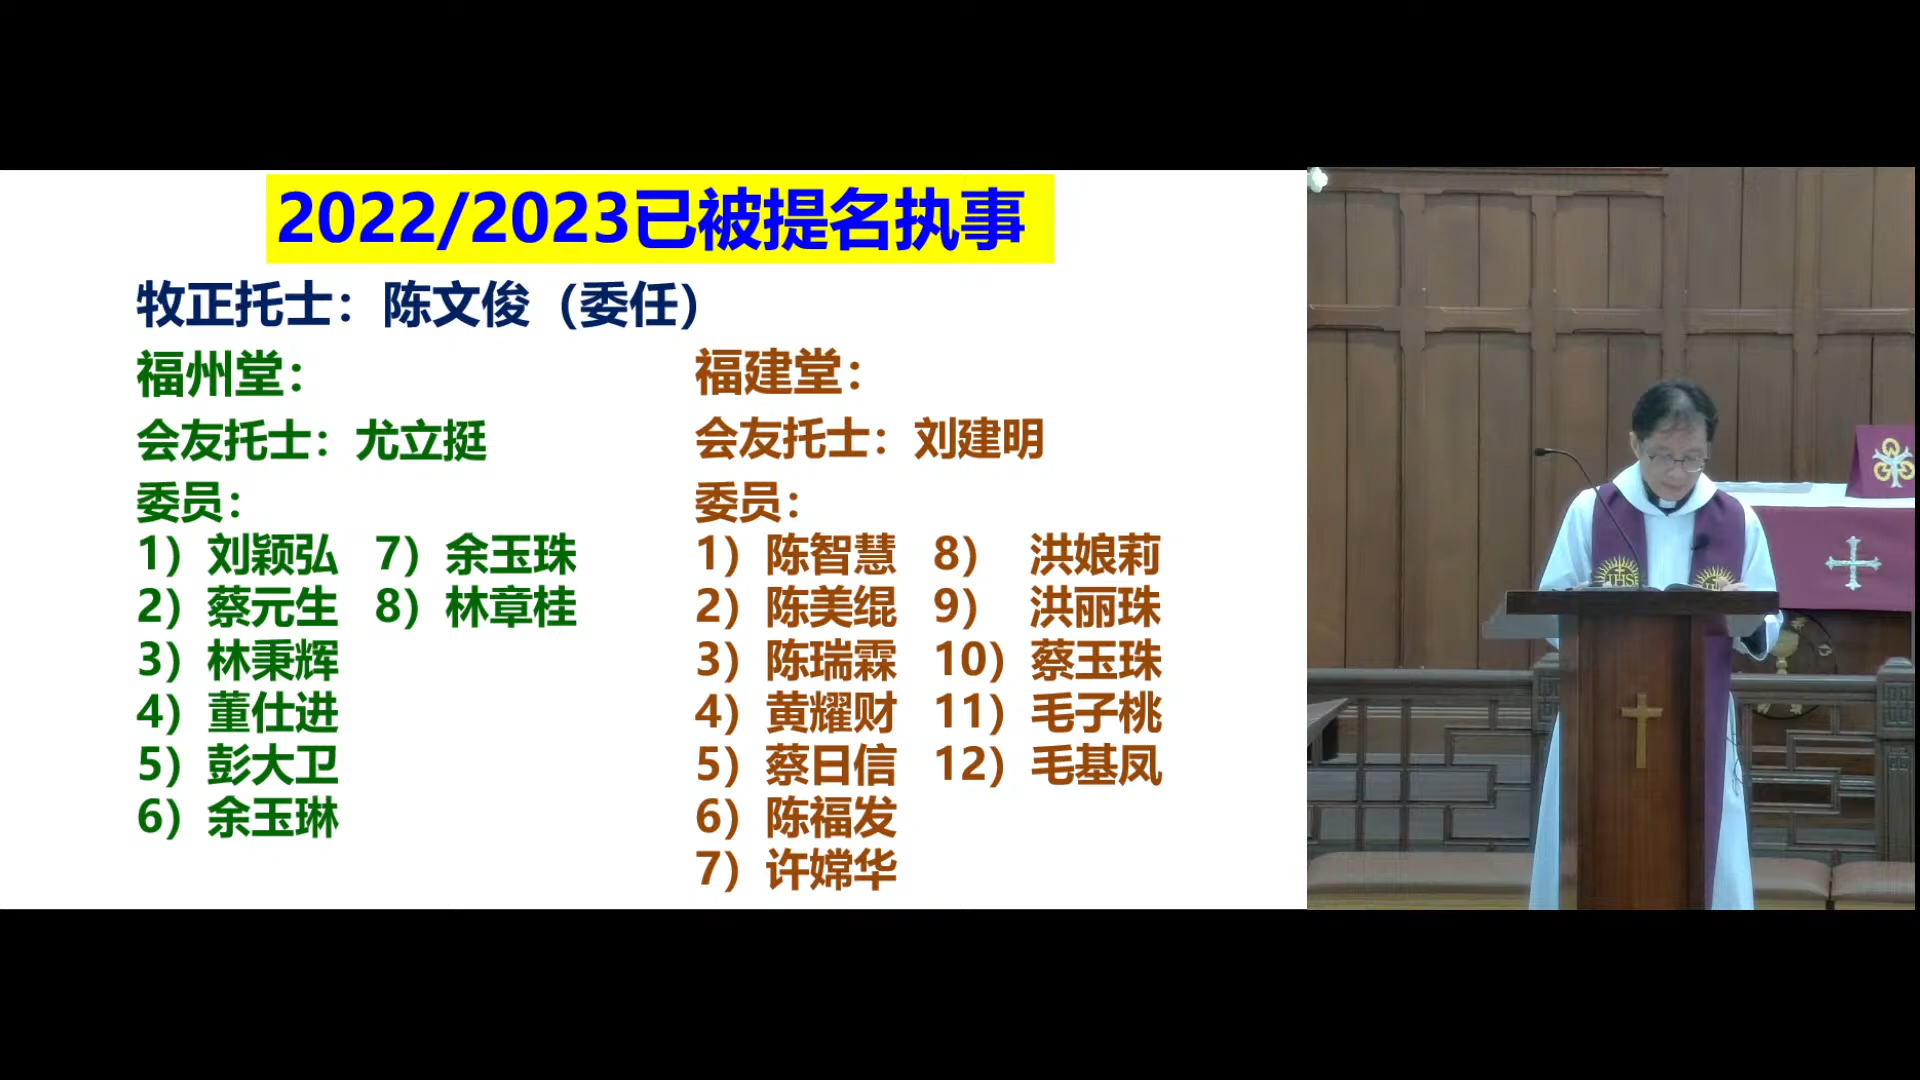 2022/2023已被提名执事
牧正托士：陈文俊（委任）
福州堂：
会友托士：尤立挺
委员：
1）刘颖弘 7）余玉珠
2）蔡元生 8）林章桂
3）林秉辉
4）董仕进
5）彭大卫
6）余玉琳
福建堂：
会友托士：刘建明
委员：
1）陈智慧 8） 洪娘莉
2）陈美绲 9） 洪丽珠
3）陈瑞霖 10）蔡玉珠
4）黄耀财 11）毛子桃
5）蔡日信 12）毛基凤
6）陈福发
7）许嫦华
IHS
IHS